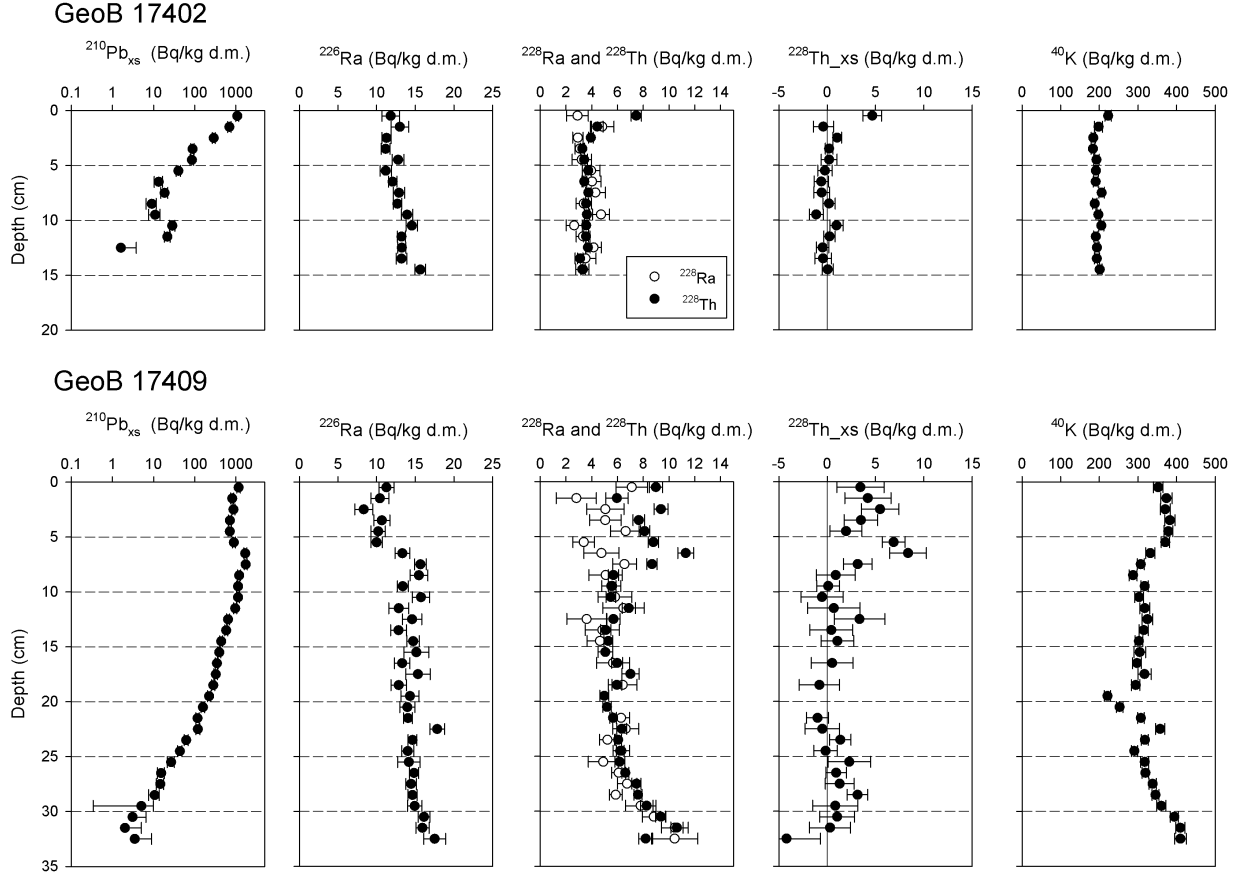 GeoB 17402
210Pbxs (Bq/kg d.m.) 226Ra (Bq/kg d.m.) 228Ra and 228Th (Bq/kg d.m.) 228Th_xs (Bq/kg d.m.) 40K (Bq/kg d.m.)
0.1 1 10 100 1000 0 5 10 15 20 25 0 2 4 6 8 10 12 14 -5 0 5 10 15 0 100 200 300 400 500
0
5
10
15
20
Depth (cm)
228Ra
228Th
GeoB 17409
210Pbxs (Bq/kg d.m.) 226Ra (Bq/kg d.m.) 228Ra and 228Th (Bq/kg d.m.) 228Th_xs (Bq/kg d.m.) 40K (Bq/kg d.m.)
0.1 1 10 100 1000 0 5 10 15 20 25 0 2 4 6 8 10 12 14 -5 0 5 10 15 0 100 200 300 400 500
0
5
10
15
20
25
30
35
Depth (cm)